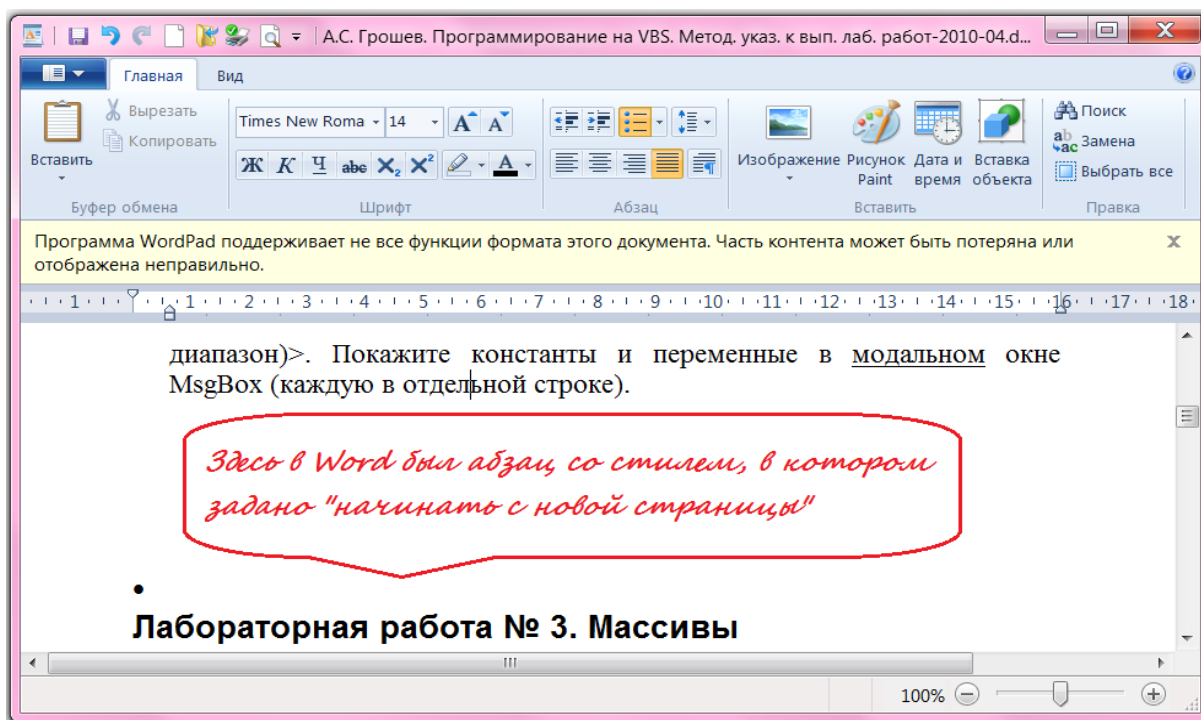 А.С. Грошев. Программирование на VBS. Метод. указ. к вып. лаб. работ-2010-04.d...
Главная Вид
Вставить
Вырезать
Копировать
Буфер обмена
Times New Roma 14 A A
Ж К Ч abc X₂ X² A
Шрифт
Абзац
Изображение
Рисунок Paint
Дата и время
Вставка объекта
Вставить
Поиск
Замена
Выбрать все
Правка
Программа WordPad поддерживает не все функции формата этого документа. Часть контента может быть потеряна или
отображена неправильно.
1 1 2 3 4 5 6 7 8 9 10 11 12 13 14 15 16 17 18
диапазон)>. Покажите константы и переменные в модальном окне
MsgBox (каждую в отдельной строке).
Здесь в Word был абзац со стилем, в котором
задано "начинать с новой страницы"
•
Лабораторная работа № 3. Массивы
100%